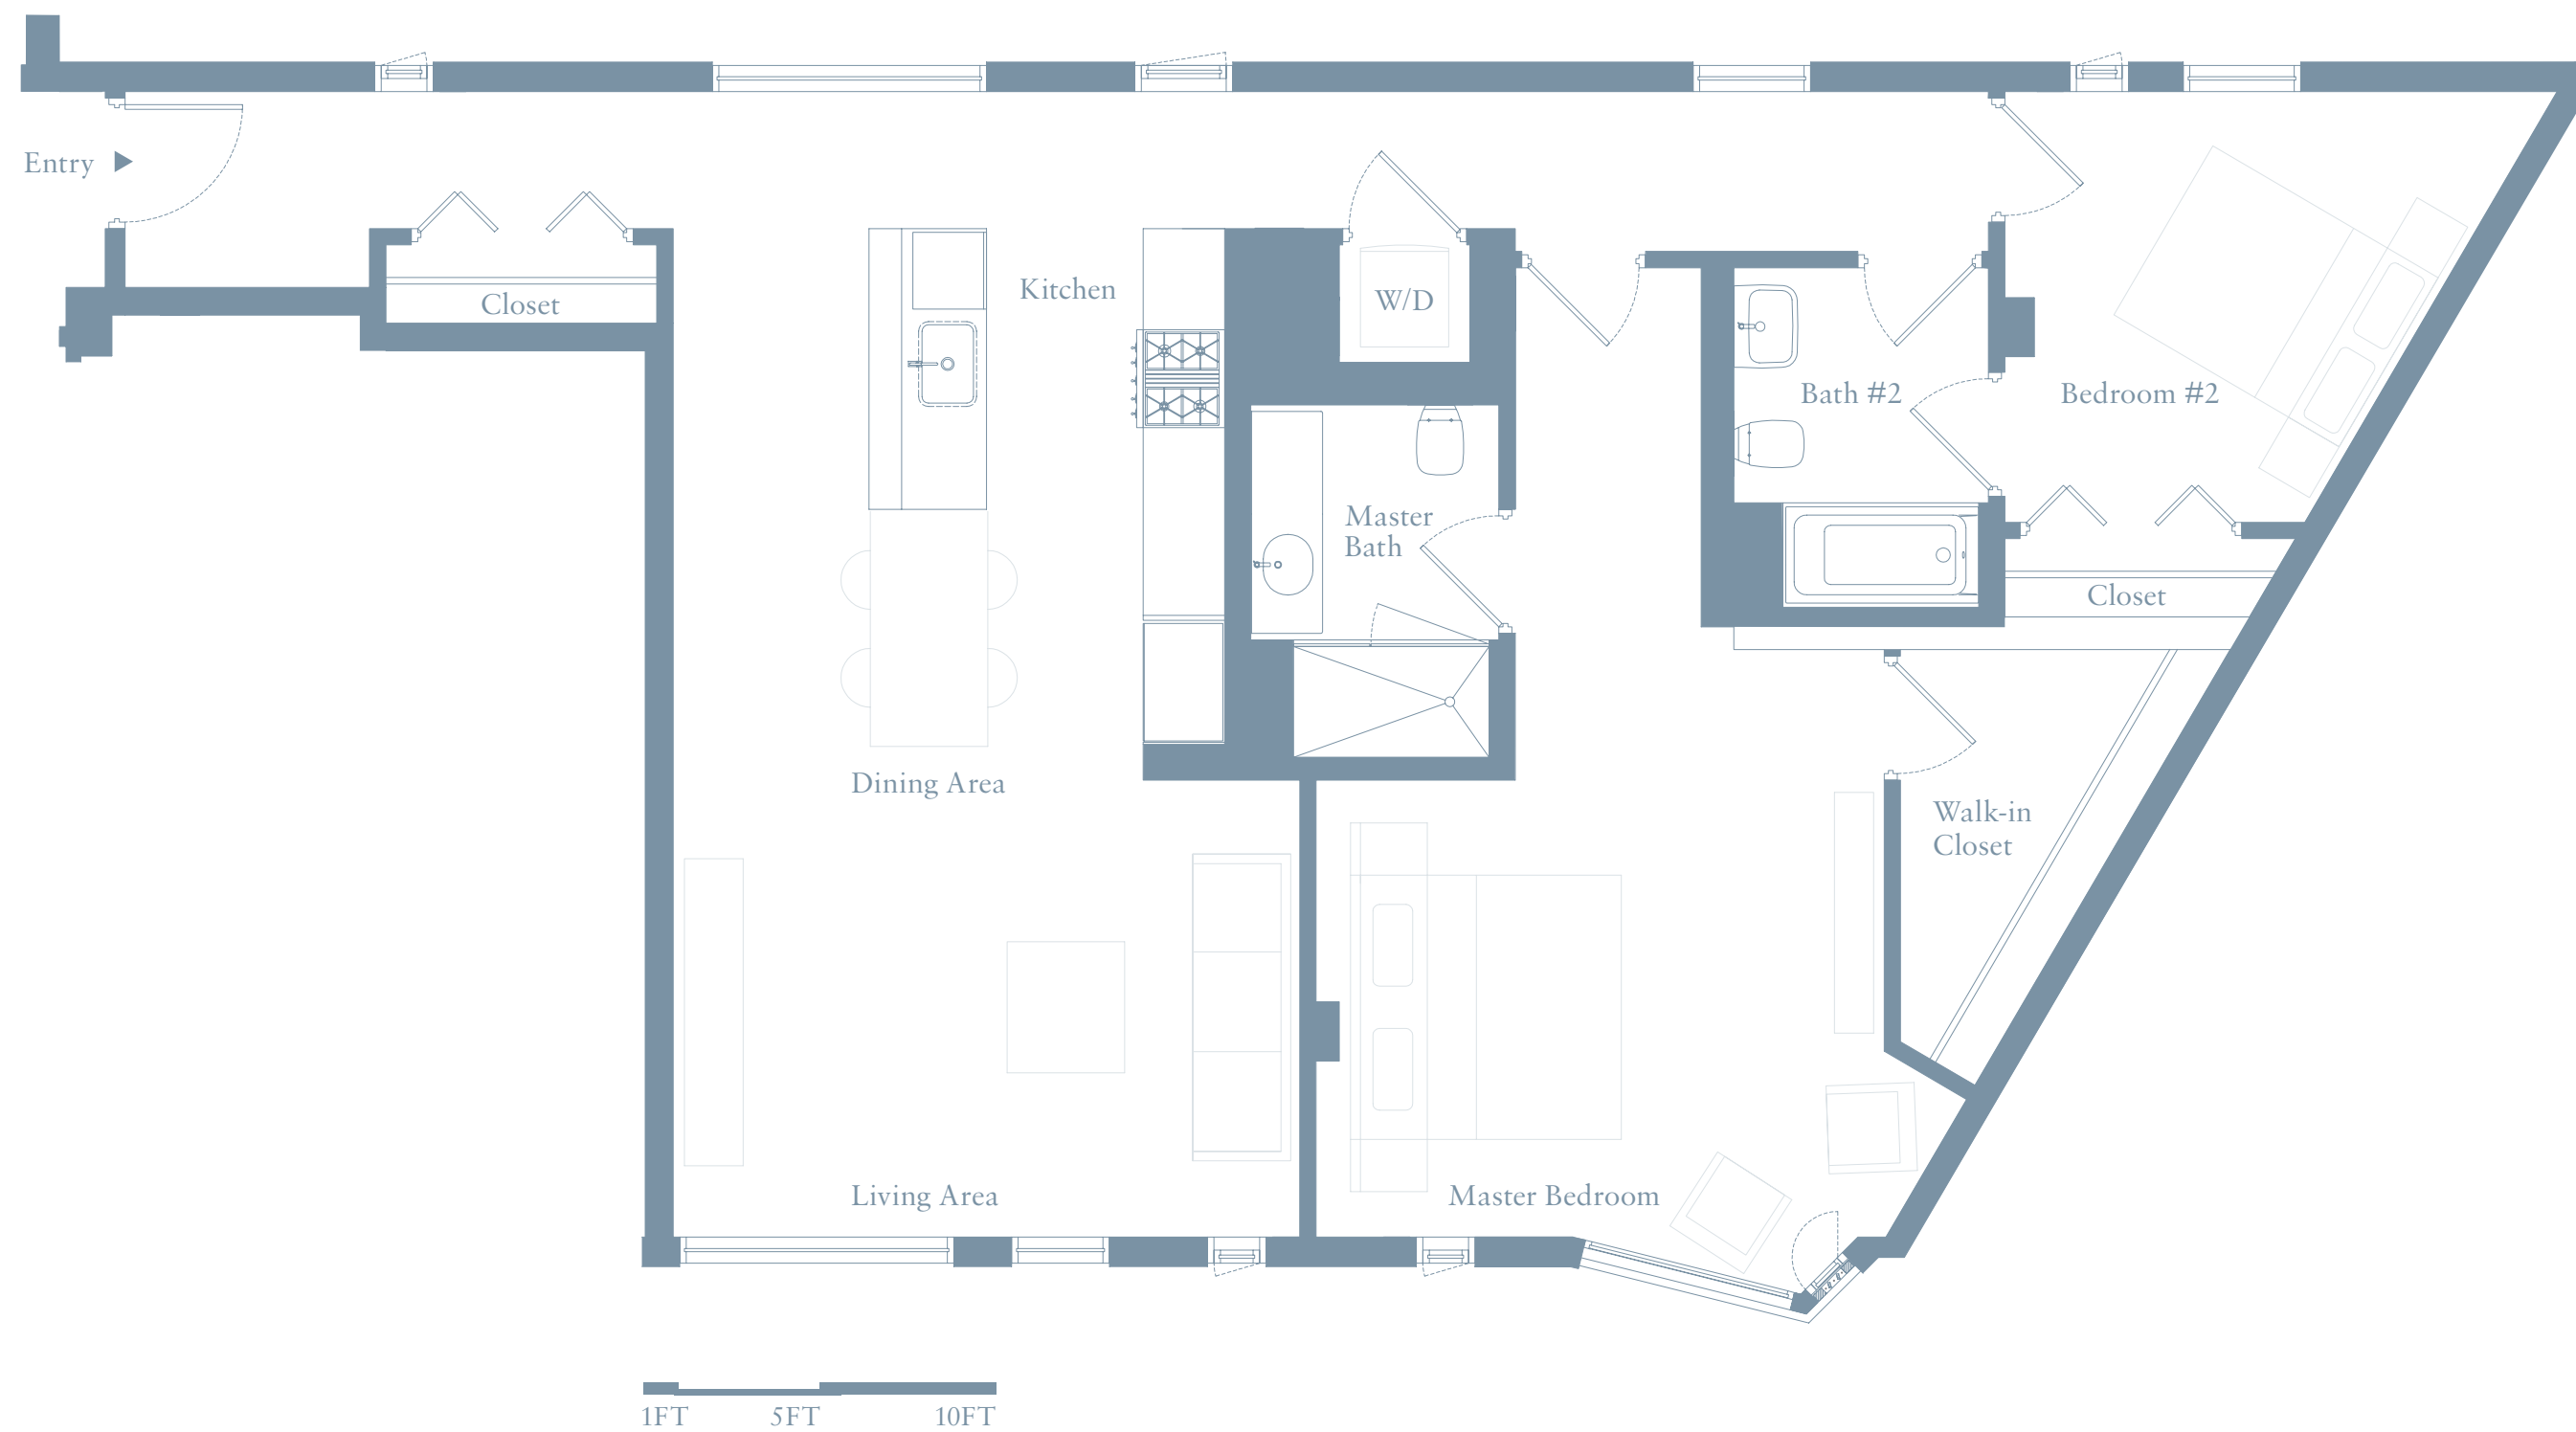 Entry
Closet
Kitchen
W/D
Bath #2
Bedroom #2
Master
Bath
Closet
Dining Area
Walk-in
Closet
Living Area
Master Bedroom
1FT 5FT 10FT